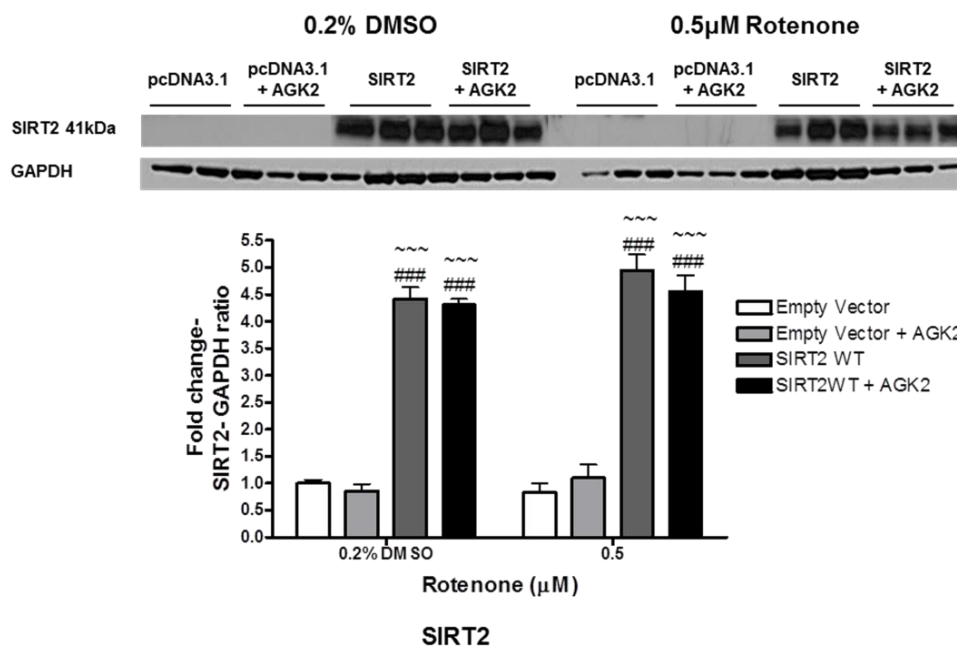 0.2% DMSO
0.5µM Rotenone
pcDNA3.1
pcDNA3.1
+ AGK2
SIRT2
SIRT2
+ AGK2
pcDNA3.1
pcDNA3.1
+ AGK2
SIRT2
SIRT2
+ AGK2
SIRT2 41kDa
GAPDH
Fold change-
SIRT2- GAPDH ratio
5.5
5.0
4.5
4.0
3.5
3.0
2.5
2.0
1.5
1.0
0.5
0.0
~~~
###
~~~
###
~~~
###
~~~
###
Empty Vector
Empty Vector + AGK2
SIRT2 WT
SIRT2WT + AGK2
0.2% DMSO
0.5
Rotenone (µM)
SIRT2